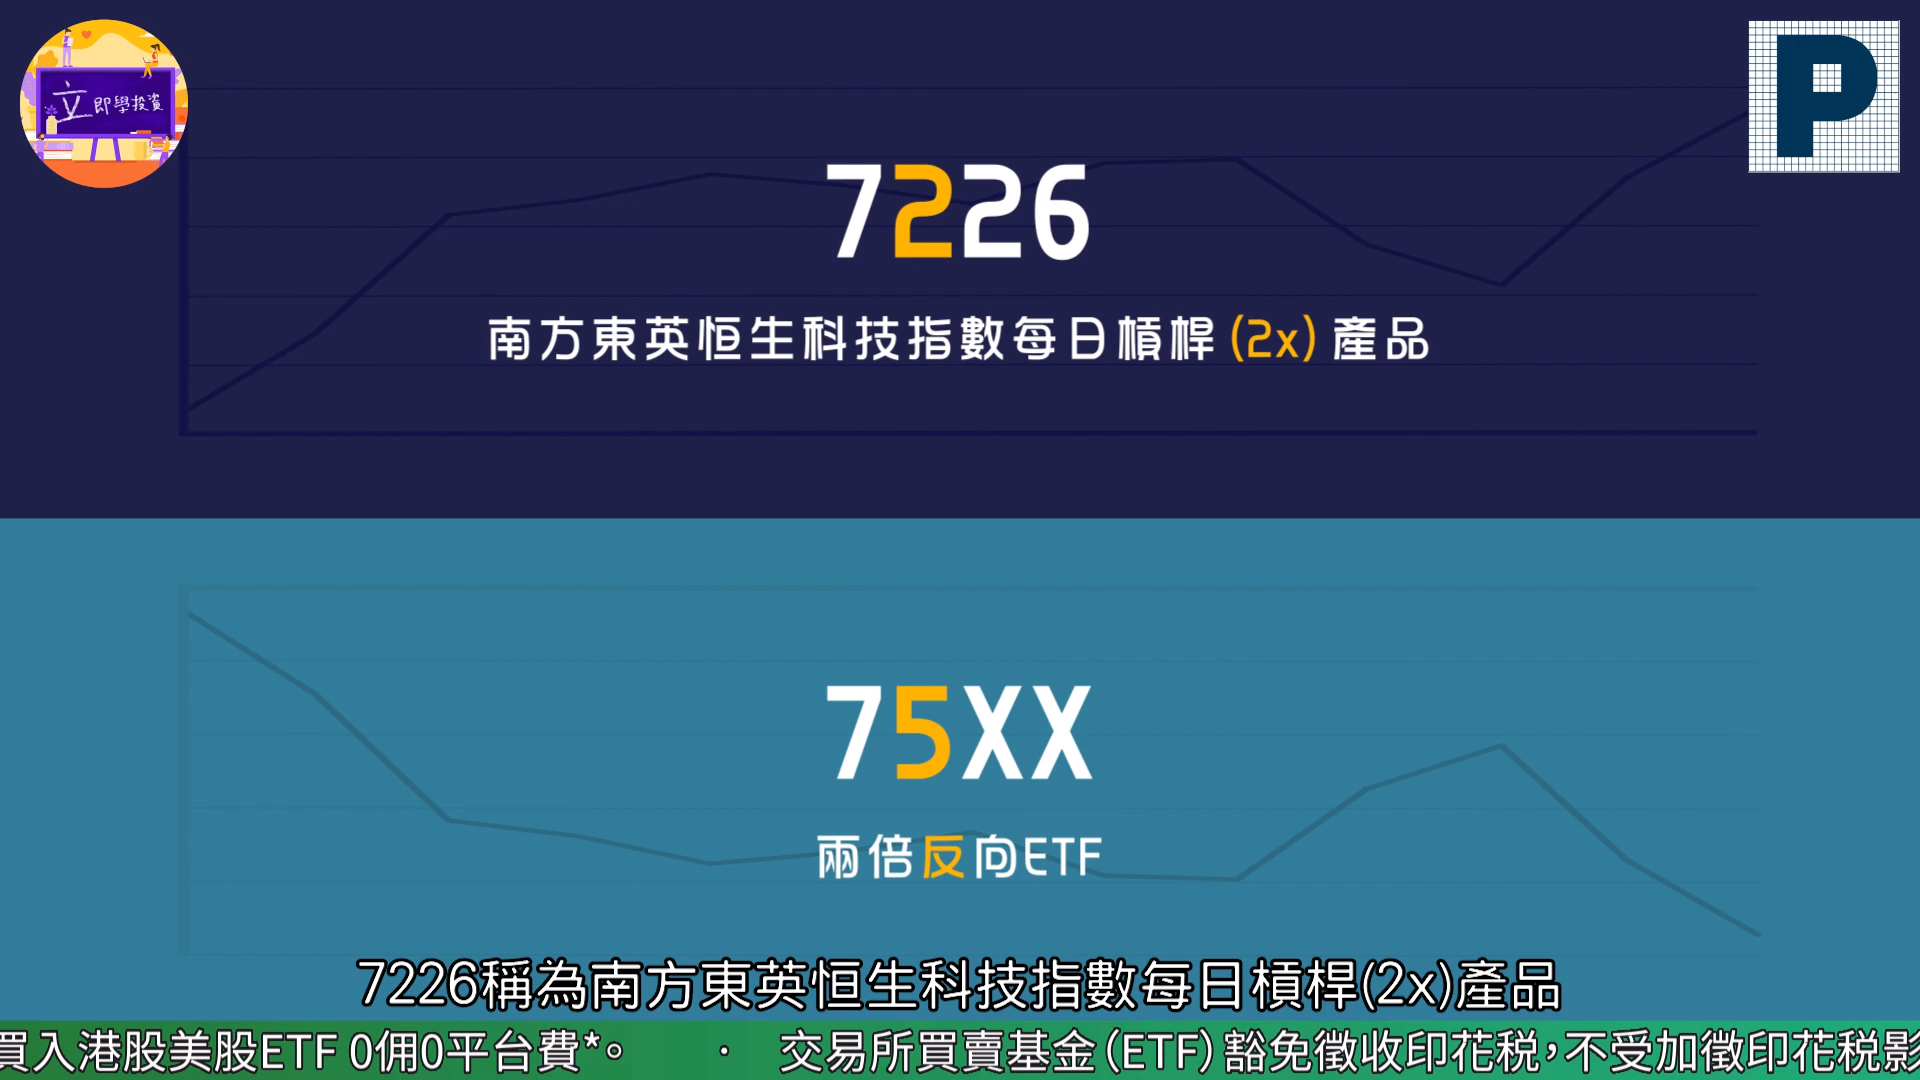 立即學投資
P
7226
南方東英恒生科技指數每日槓桿(2x)產品
75XX
兩倍反向ETF
7226稱為南方東英恒生科技指數每日槓桿(2x)產品
買入港股美股ETF 0佣0平台費*。 · 交易所買賣基金(ETF)豁免徵收印花税,不受加徵印花税影